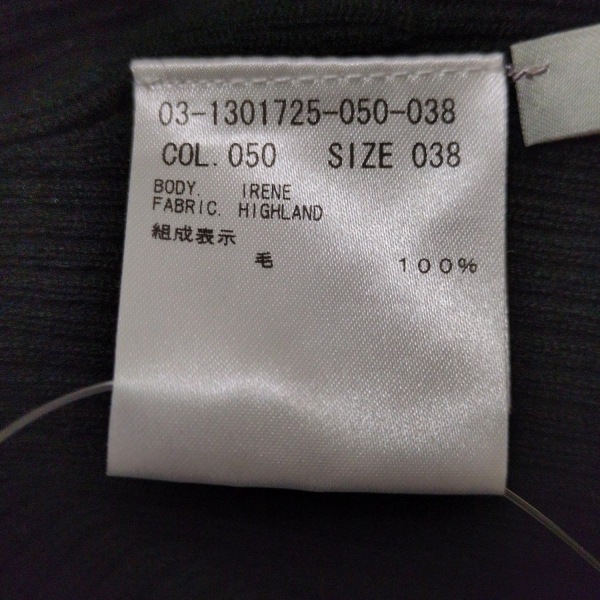 03-1301725-050-038
COL. 050 SIZE 038
BODY. IRENE
FABRIC. HIGHLAND
組成表示
毛 100%